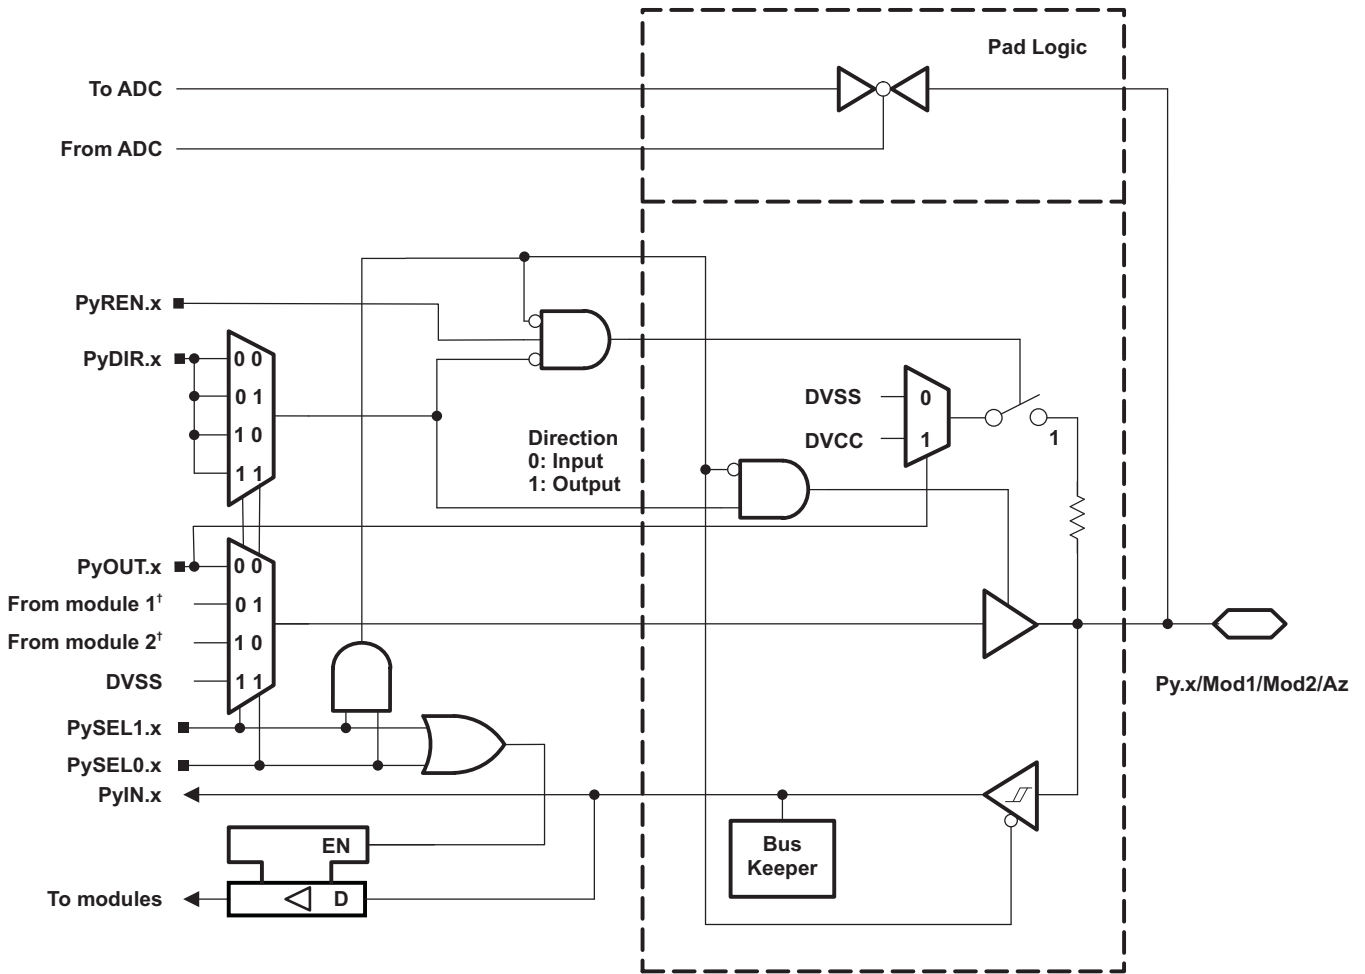 Pad Logic
To ADC
From ADC
PyREN.x
PyDIR.x
0 0
0 1
1 0
1 1
DVSS
0
DVCC
1
1
Direction
0: Input
1: Output
PyOUT.x
0 0
From module 1†
0 1
From module 2†
1 0
DVSS
1 1
Py.x/Mod1/Mod2/Az
PySEL1.x
PySEL0.x
PyIN.x
EN
Bus
Keeper
To modules
D